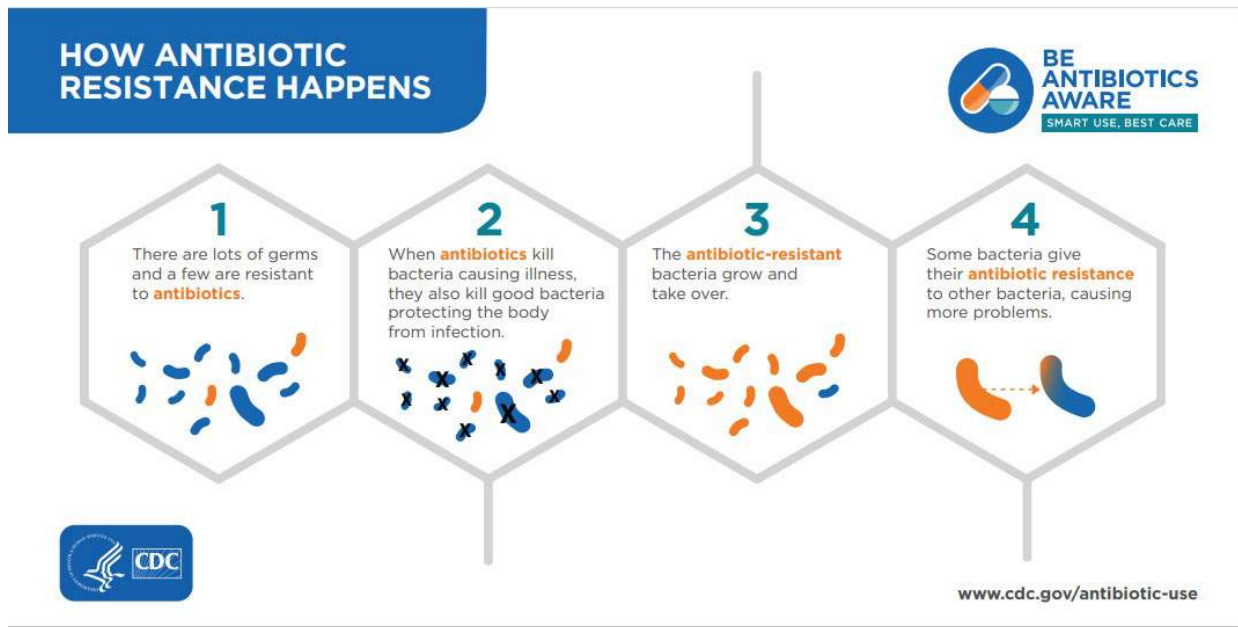 HOW ANTIBIOTIC
RESISTANCE HAPPENS
BE
ANTIBIOTICS
AWARE
SMART USE, BEST CARE
1
There are lots of germs
and a few are resistant
to antibiotics.
2
When antibiotics kill
bacteria causing illness,
they also kill good bacteria
protecting the body
from infection.
X
X
X
X
X
X
X
X
X
X
3
The antibiotic-resistant
bacteria grow and
take over.
4
Some bacteria give
their antibiotic resistance
to other bacteria, causing
more problems.
CDC
www.cdc.gov/antibiotic-use